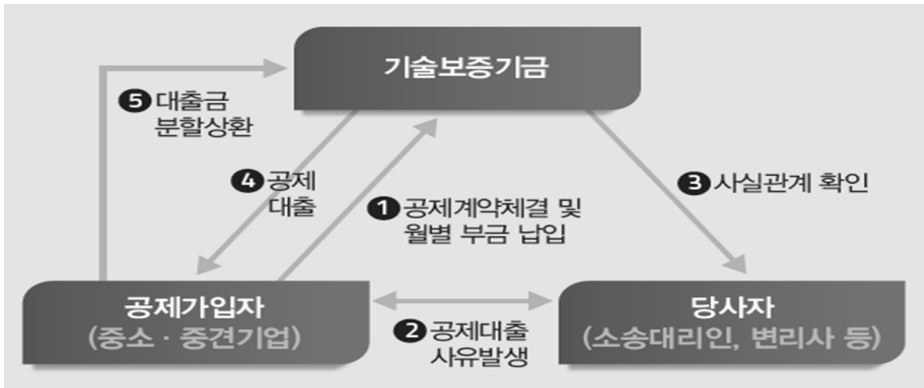 기술보증기금
❺ 대출금
분할상환
❹ 공제
대출
❶ 공제계약체결 및
월별 부금 납입
❸ 사실관계 확인
공제가입자
(중소 · 중견기업)
❷ 공제대출
사유발생
당사자
(소송대리인, 변리사 등)